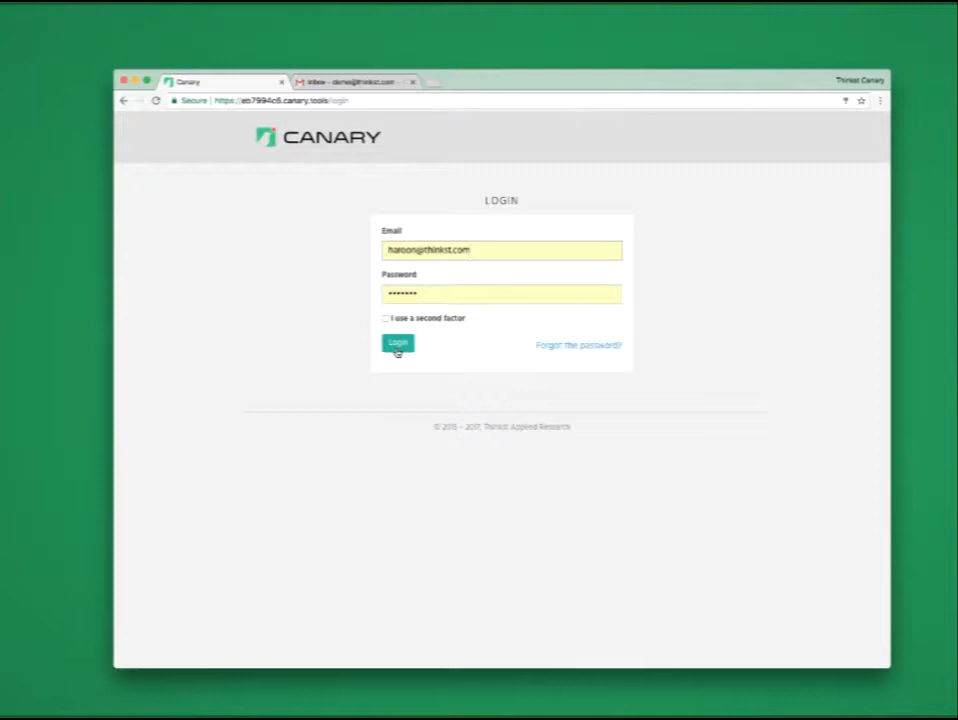 Canary
Inbox - demo@thinkst.com -
Thinkst Canary
Secure | https://eb7994c6.canary.tools/login
CANARY
LOGIN
Email
haroon@thinkst.com
Password
•••••••
I use a second factor
Login
Forgot the password?
© 2015 – 2017, Thinkst Applied Research